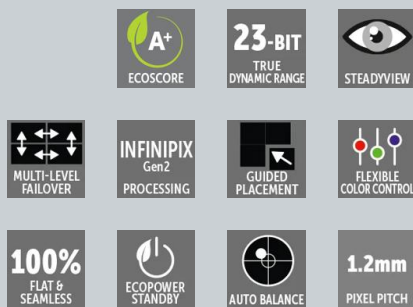 A+
ECOSCORE
23-BIT
TRUE
DYNAMIC RANGE
STEADYVIEW
MULTI-LEVEL
FAILOVER
INFINIPIX
Gen2
PROCESSING
GUIDED
PLACEMENT
FLEXIBLE
COLOR CONTROL
100%
FLAT &
SEAMLESS
ECOPOWER
STANDBY
AUTO BALANCE
1.2mm
PIXEL PITCH